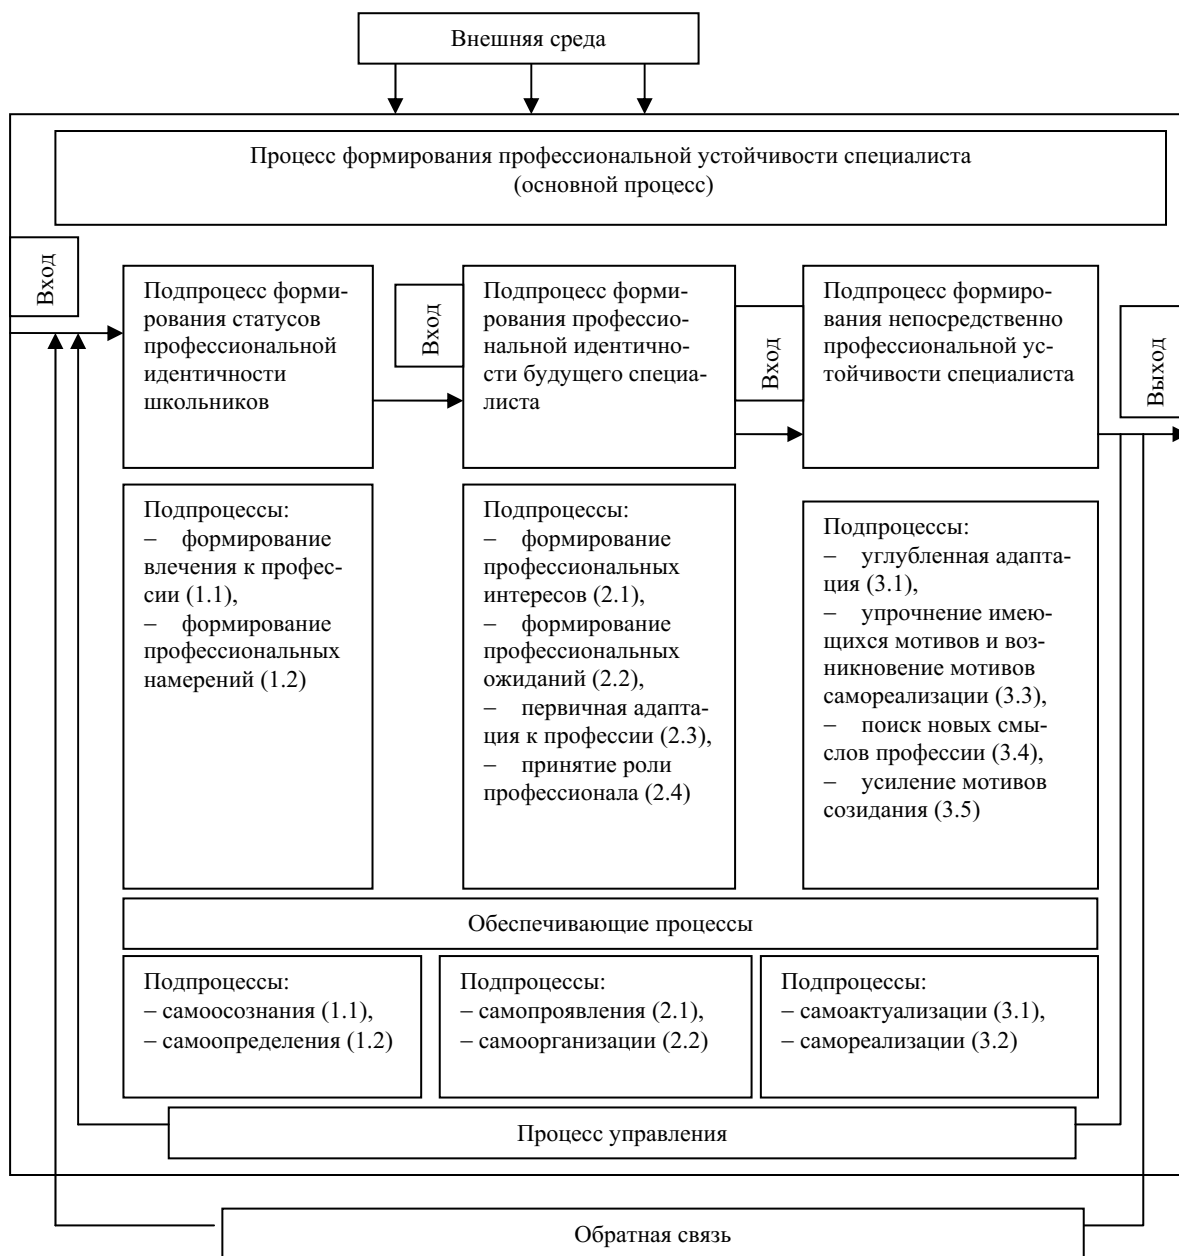 Внешняя среда
Процесс формирования профессиональной устойчивости специалиста
(основной процесс)
Вход
Подпроцесс форми-
рования статусов
профессиональной
идентичности
школьников
Вход
Подпроцесс форми-
рования профессио-
нальной идентично-
сти будущего специа-
листа
Вход
Подпроцесс формиро-
вания непосредственно
профессиональной ус-
тойчивости специалиста
Выход
Подпроцессы:
– формирование
влечения к профес-
сии (1.1),
– формирование
профессиональных
намерений (1.2)
Подпроцессы:
– формирование
профессиональных
интересов (2.1),
– формирование
профессиональных
ожиданий (2.2),
– первичная адапта-
ция к профессии (2.3),
– принятие роли
профессионала (2.4)
Подпроцессы:
– углубленная адапта-
ция (3.1),
– упрочнение имею-
щихся мотивов и воз-
никновение мотивов
самореализации (3.3),
– поиск новых смы-
слов профессии (3.4),
– усиление мотивов
созидания (3.5)
Обеспечивающие процессы
Подпроцессы:
– самоосознания (1.1),
– самоопределения (1.2)
Подпроцессы:
– самопроявления (2.1),
– самоорганизации (2.2)
Подпроцессы:
– самоактуализации (3.1),
– самореализации (3.2)
Процесс управления
Обратная связь